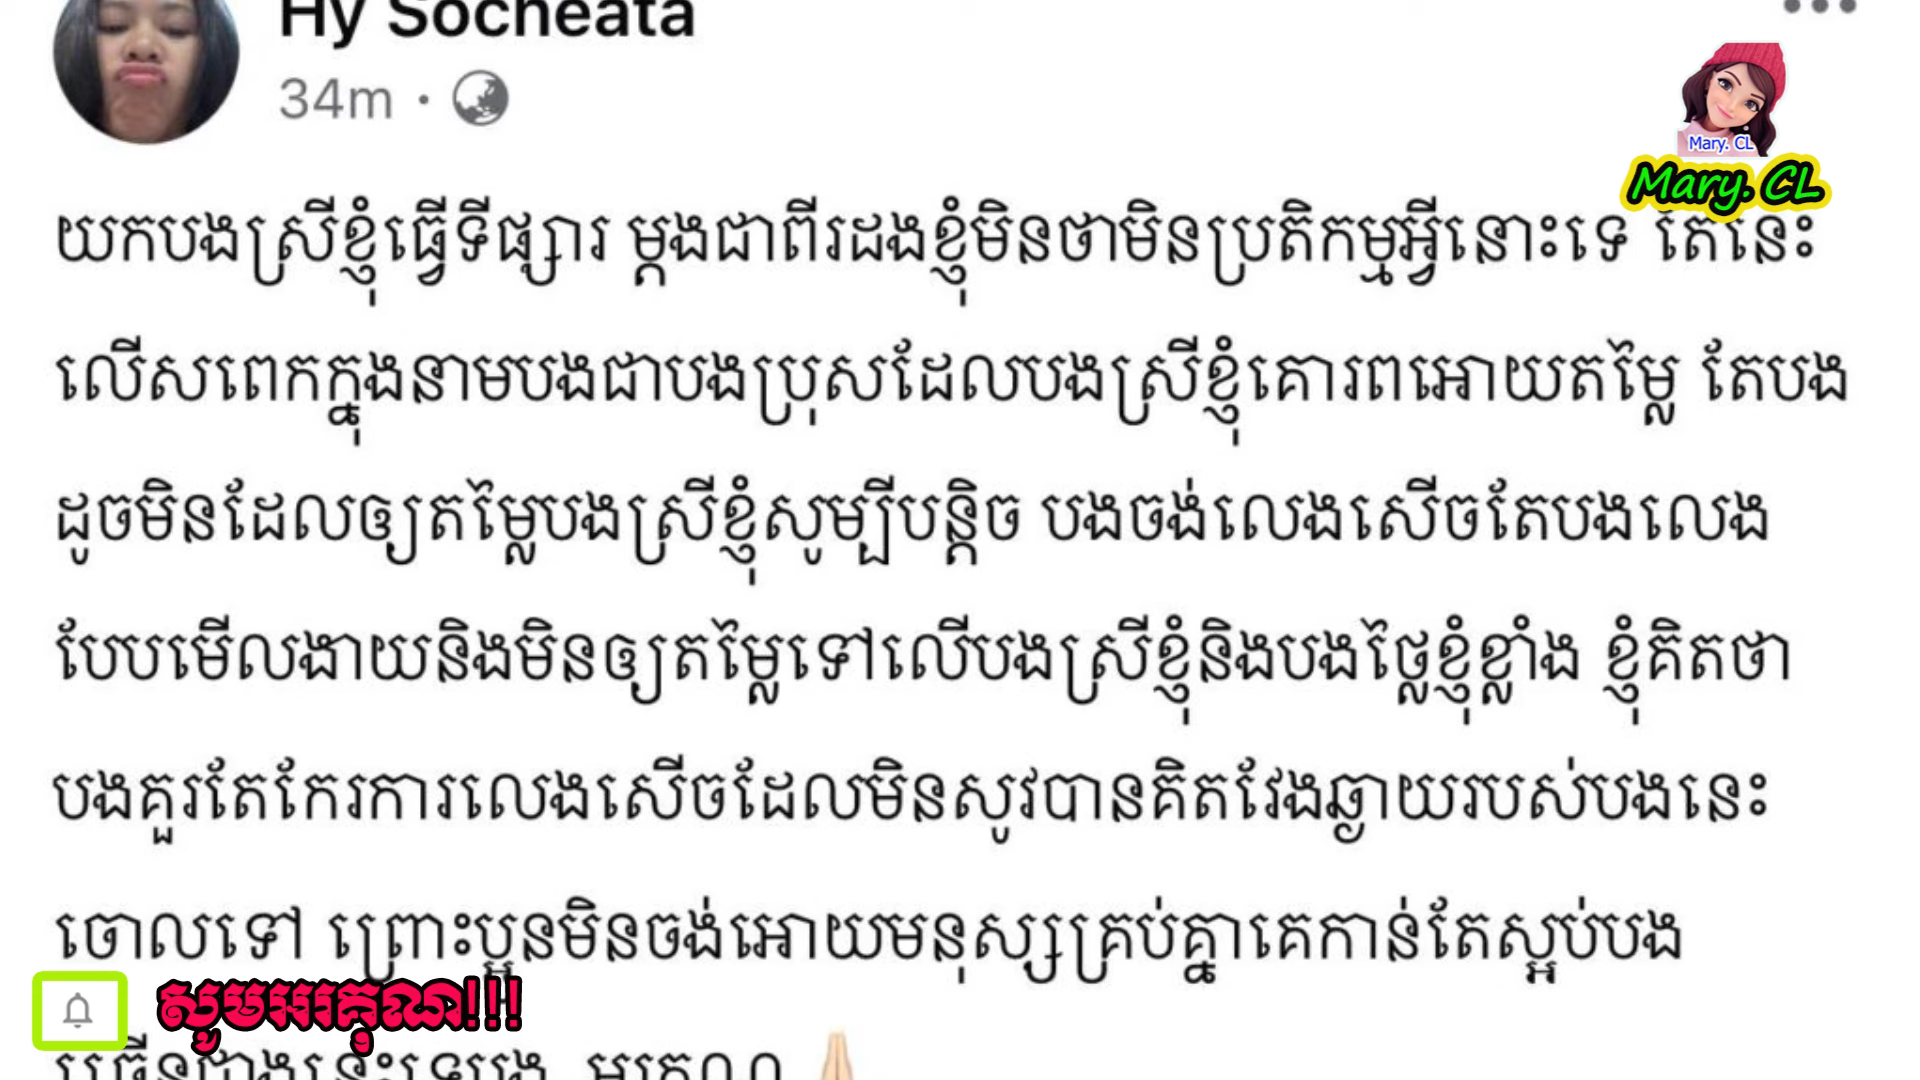 Hy Socheata
34m ·
Mary. CL
Mary. CL
យកបងស្រីខ្ញុំធ្វើទីផ្សារ ម្ដងជាពីរដងខ្ញុំមិនថាមិនប្រតិកម្មអ្វីនោះទេ តែនេះ
លើសពេកក្នុងនាមបងជាបងប្រុសដែលបងស្រីខ្ញុំគោរពអោយតម្លៃ តែបង
ដូចមិនដែលឲ្យតម្លៃបងស្រីខ្ញុំសូម្បីបន្តិច បងចង់លេងសើចតែបងលេង
បែបមើលងាយនិងមិនឲ្យតម្លៃទៅលើបងស្រីខ្ញុំនិងបងថ្លៃខ្ញុំខ្លាំង ខ្ញុំគិតថា
បងគួរតែកែរការលេងសើចដែលមិនសូវបានគិតវែងឆ្ងាយរបស់បងនេះ
ចោលទៅ ព្រោះប្អូនមិនចង់អោយមនុស្សគ្រប់គ្នាគេកាន់តែស្អប់បង
សូមអរគុណ!!!